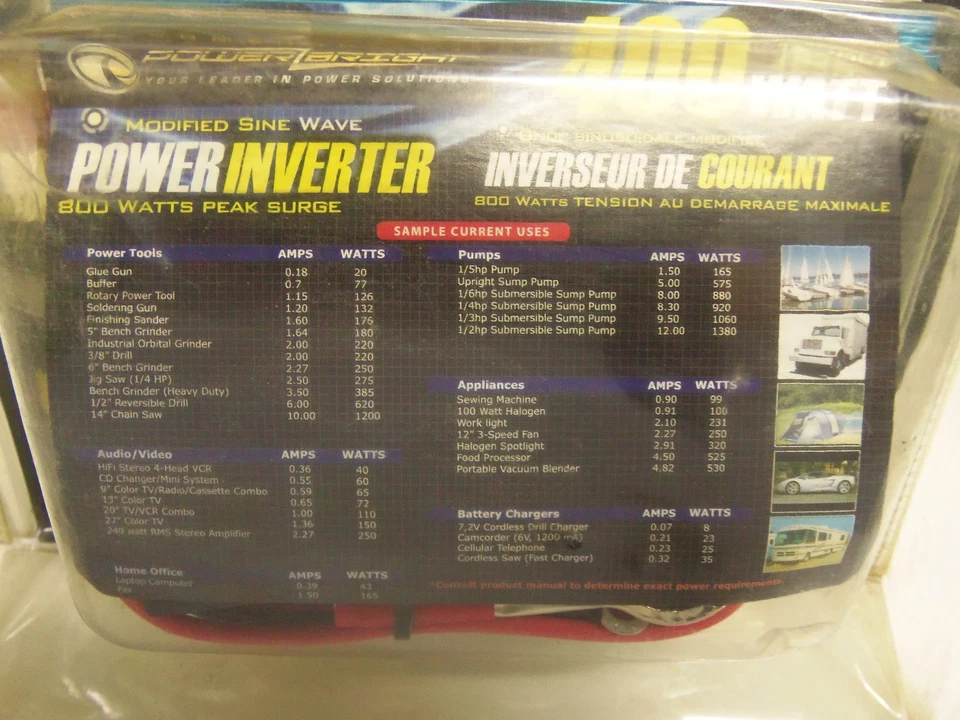 POWER BRIGHT
YOUR LEADER IN POWER SOLUTIONS
400 WATT
MODIFIED SINE WAVE
POWER INVERTER
800 WATTS PEAK SURGE
ONDE SINUSOIDALE MODIFIÉE
INVERSEUR DE COURANT
800 WATTS TENSION AU DEMARRAGE MAXIMALE
SAMPLE CURRENT USES
Power Tools AMPS WATTS
Glue Gun 0.18 20
Buffer 0.7 77
Rotary Power Tool 1.15 126
Soldering Gun 1.20 132
Finishing Sander 1.60 176
5" Bench Grinder 1.64 180
Industrial Orbital Grinder 2.00 220
3/8" Drill 2.00 220
6" Bench Grinder 2.27 250
Jig Saw (1/4 HP) 2.50 275
Bench Grinder (Heavy Duty) 3.50 385
1/2" Reversible Drill 6.00 620
14" Chain Saw 10.00 1200
Audio/Video AMPS WATTS
HiFi Stereo 4-Head VCR 0.36 40
CD Changer/Mini System 0.55 60
9" Color TV/Radio/Cassette Combo 0.59 65
13" Color TV 0.65 72
20" TV/VCR Combo 1.00 110
27" Color TV 1.36 150
240 watt RMS Stereo Amplifier 2.27 250
Home Office AMPS WATTS
Laptop Computer 0.39 43
Fax 1.50 165
Pumps AMPS WATTS
1/5hp Pump 1.50 165
Upright Sump Pump 5.00 575
1/6hp Submersible Sump Pump 8.00 880
1/4hp Submersible Sump Pump 8.30 920
1/3hp Submersible Sump Pump 9.50 1060
1/2hp Submersible Sump Pump 12.00 1380
Appliances AMPS WATTS
Sewing Machine 0.90 99
100 Watt Halogen 0.91 100
Work light 2.10 231
12" 3-Speed Fan 2.27 250
Halogen Spotlight 2.91 320
Food Processor 4.50 525
Portable Vacuum Blender 4.82 530
Battery Chargers AMPS WATTS
7,2V Cordless Drill Charger 0.07 8
Camcorder (6V, 1200 mA) 0.21 23
Cellular Telephone 0.23 25
Cordless Saw (Fast Charger) 0.32 35
*Consult product manual to determine exact power requirements.